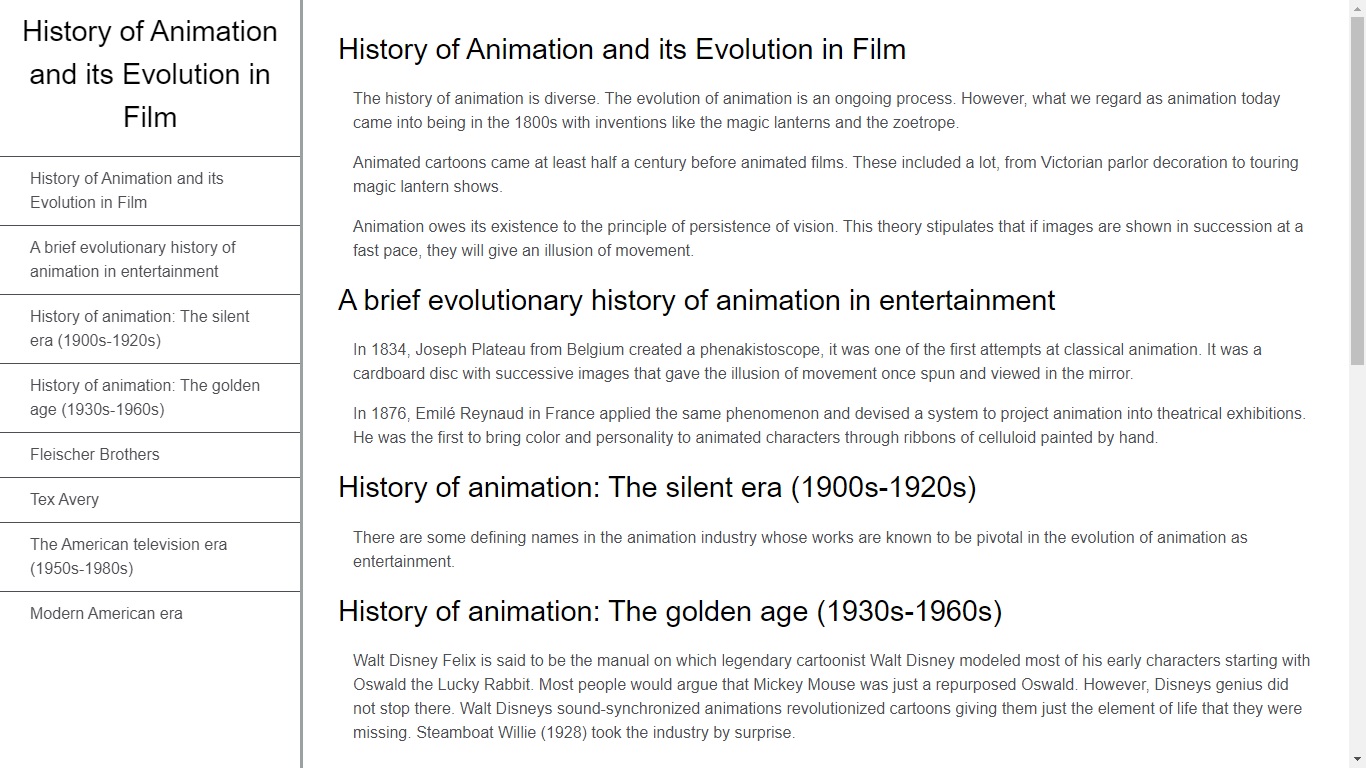 History of Animation
and its Evolution in
Film
History of Animation and its
Evolution in Film
A brief evolutionary history of
animation in entertainment
History of animation: The silent
era (1900s-1920s)
History of animation: The golden
age (1930s-1960s)
Fleischer Brothers
Tex Avery
The American television era
(1950s-1980s)
Modern American era
History of Animation and its Evolution in Film
The history of animation is diverse. The evolution of animation is an ongoing process. However, what we regard as animation today
came into being in the 1800s with inventions like the magic lanterns and the zoetrope.
Animated cartoons came at least half a century before animated films. These included a lot, from Victorian parlor decoration to touring
magic lantern shows.
Animation owes its existence to the principle of persistence of vision. This theory stipulates that if images are shown in succession at a
fast pace, they will give an illusion of movement.
A brief evolutionary history of animation in entertainment
In 1834, Joseph Plateau from Belgium created a phenakistoscope, it was one of the first attempts at classical animation. It was a
cardboard disc with successive images that gave the illusion of movement once spun and viewed in the mirror.
In 1876, Emilé Reynaud in France applied the same phenomenon and devised a system to project animation into theatrical exhibitions.
He was the first to bring color and personality to animated characters through ribbons of celluloid painted by hand.
History of animation: The silent era (1900s-1920s)
There are some defining names in the animation industry whose works are known to be pivotal in the evolution of animation as
entertainment.
History of animation: The golden age (1930s-1960s)
Walt Disney Felix is said to be the manual on which legendary cartoonist Walt Disney modeled most of his early characters starting with
Oswald the Lucky Rabbit. Most people would argue that Mickey Mouse was just a repurposed Oswald. However, Disneys genius did
not stop there. Walt Disneys sound-synchronized animations revolutionized cartoons giving them just the element of life that they were
missing. Steamboat Willie (1928) took the industry by surprise.